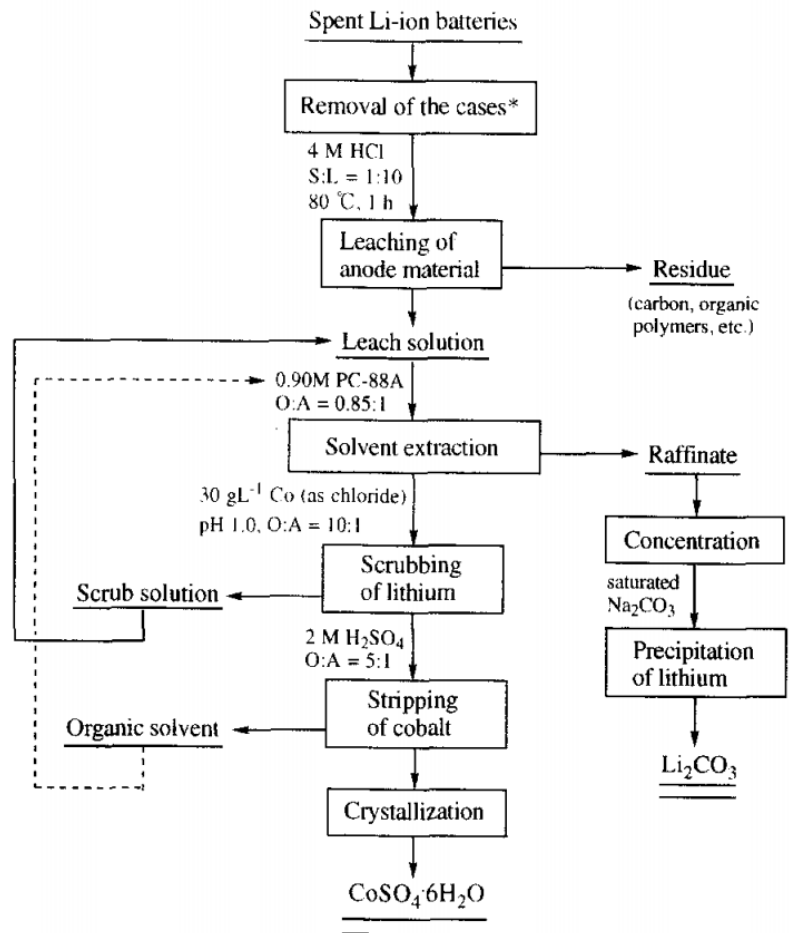 Spent Li-ion batteries
Removal of the cases*
4 M HCl
S:L = 1:10
80 ℃, 1 h
Leaching of
anode material
Residue
(carbon, organic
polymers, etc.)
Leach solution
0.90M PC-88A
O:A = 0.85:1
Solvent extraction
Raffinate
30 gL⁻¹ Co (as chloride)
pH 1.0, O:A = 10:1
Concentration
Scrubbing
of lithium
Scrub solution
saturated
Na₂CO₃
2 M H₂SO₄
O:A = 5:1
Precipitation
of lithium
Stripping
of cobalt
Organic solvent
Li₂CO₃
Crystallization
CoSO₄·6H₂O